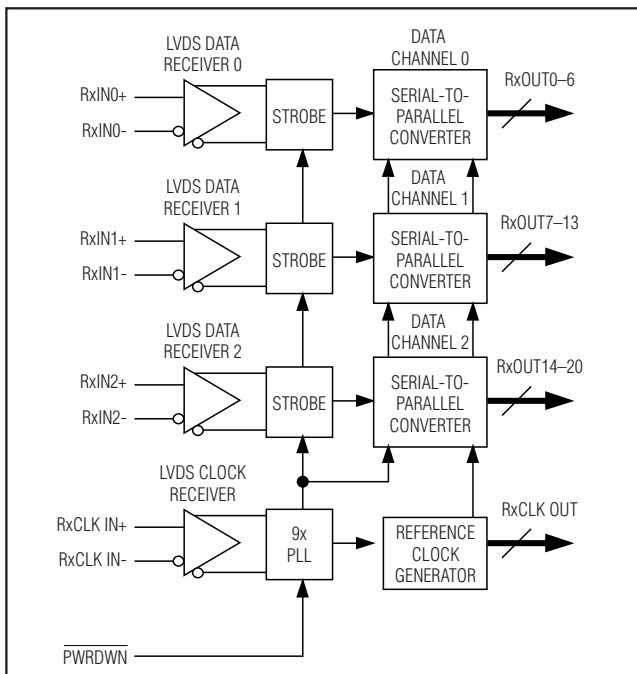 LVDS DATA
RECEIVER 0
DATA
CHANNEL 0
RxIN0+
RxIN0-
STROBE
SERIAL-TO-
PARALLEL
CONVERTER
RxOUT0–6
LVDS DATA
RECEIVER 1
DATA
CHANNEL 1
RxIN1+
RxIN1-
STROBE
SERIAL-TO-
PARALLEL
CONVERTER
RxOUT7–13
LVDS DATA
RECEIVER 2
DATA
CHANNEL 2
RxIN2+
RxIN2-
STROBE
SERIAL-TO-
PARALLEL
CONVERTER
RxOUT14–20
LVDS CLOCK
RECEIVER
RxCLK IN+
RxCLK IN-
9x
PLL
REFERENCE
CLOCK
GENERATOR
RxCLK OUT
PWRDWN